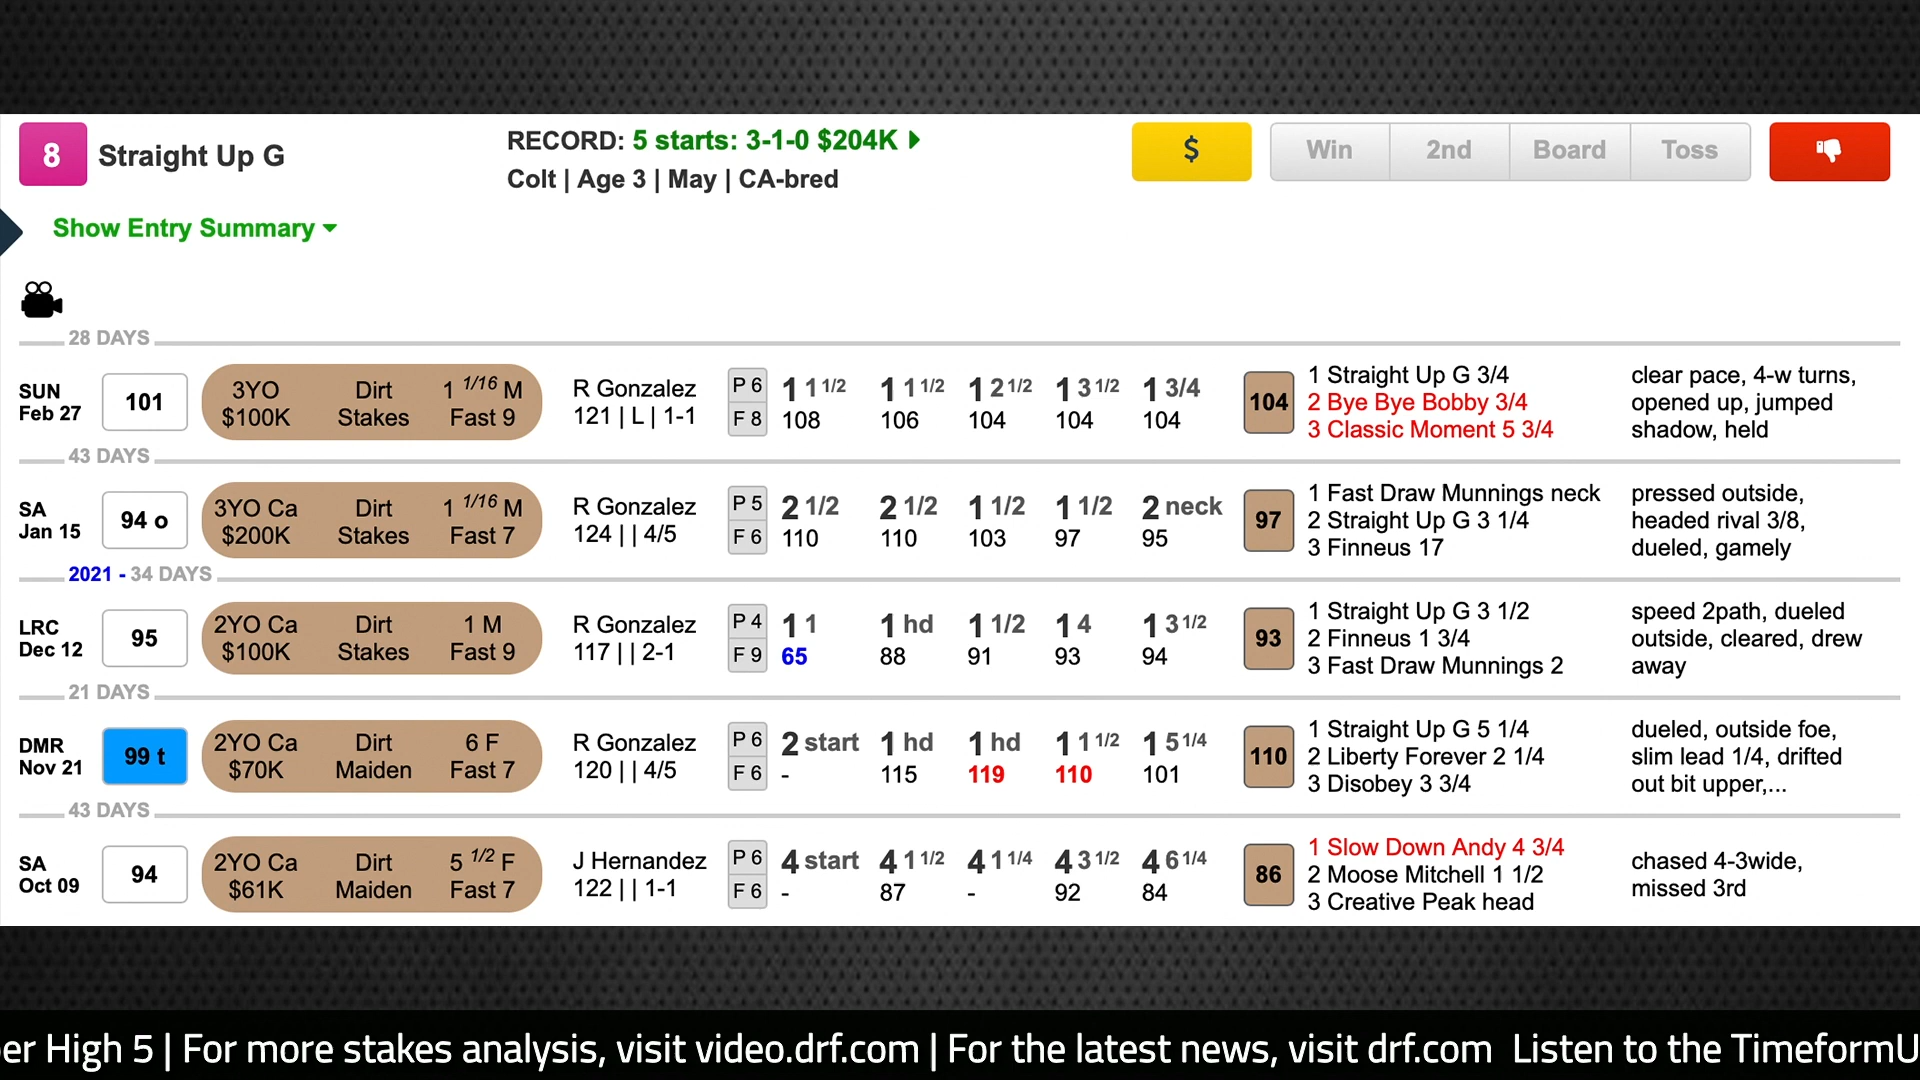 8 Straight Up G
RECORD: 5 starts: 3-1-0 $204K
Colt | Age 3 | May | CA-bred
$ Win 2nd Board Toss
Show Entry Summary
28 DAYS
SUN
Feb 27
101
3YO Dirt 1 1/16 M
$100K Stakes Fast 9
R Gonzalez
121 | L | 1-1
P 6
F 8
1 1 1/2 1 1 1/2 1 2 1/2 1 3 1/2 1 3/4
108 106 104 104 104
104
1 Straight Up G 3/4
2 Bye Bye Bobby 3/4
3 Classic Moment 5 3/4
clear pace, 4-w turns,
opened up, jumped
shadow, held
43 DAYS
SA
Jan 15
94 o
3YO Ca Dirt 1 1/16 M
$200K Stakes Fast 7
R Gonzalez
124 | | 4/5
P 5
F 6
2 1/2 2 1/2 1 1/2 1 1/2 2 neck
110 110 103 97 95
97
1 Fast Draw Munnings neck
2 Straight Up G 3 1/4
3 Finneus 17
pressed outside,
headed rival 3/8,
dueled, gamely
2021 - 34 DAYS
LRC
Dec 12
95
2YO Ca Dirt 1 M
$100K Stakes Fast 9
R Gonzalez
117 | | 2-1
P 4
F 9
1 1 1 hd 1 1/2 1 4 1 3 1/2
65 88 91 93 94
93
1 Straight Up G 3 1/2
2 Finneus 1 3/4
3 Fast Draw Munnings 2
speed 2path, dueled
outside, cleared, drew
away
21 DAYS
DMR
Nov 21
99 t
2YO Ca Dirt 6 F
$70K Maiden Fast 7
R Gonzalez
120 | | 4/5
P 6
F 6
2 start 1 hd 1 hd 1 1 1/2 1 5 1/4
- 115 119 110 101
110
1 Straight Up G 5 1/4
2 Liberty Forever 2 1/4
3 Disobey 3 3/4
dueled, outside foe,
slim lead 1/4, drifted
out bit upper,...
43 DAYS
SA
Oct 09
94
2YO Ca Dirt 5 1/2 F
$61K Maiden Fast 7
J Hernandez
122 | | 1-1
P 6
F 6
4 start 4 1 1/2 4 1 1/4 4 3 1/2 4 6 1/4
- 87 - 92 84
86
1 Slow Down Andy 4 3/4
2 Moose Mitchell 1 1/2
3 Creative Peak head
chased 4-3wide,
missed 3rd
er High 5 | For more stakes analysis, visit video.drf.com | For the latest news, visit drf.com Listen to the TimeformU